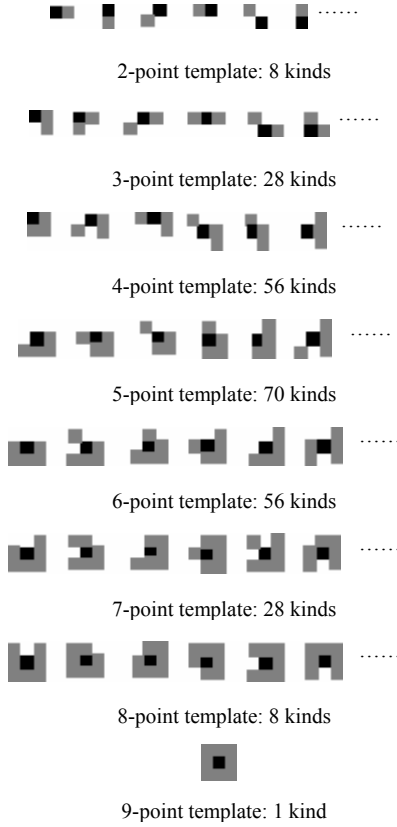 ......
2-point template: 8 kinds
......
3-point template: 28 kinds
......
4-point template: 56 kinds
......
5-point template: 70 kinds
......
6-point template: 56 kinds
......
7-point template: 28 kinds
......
8-point template: 8 kinds
9-point template: 1 kind